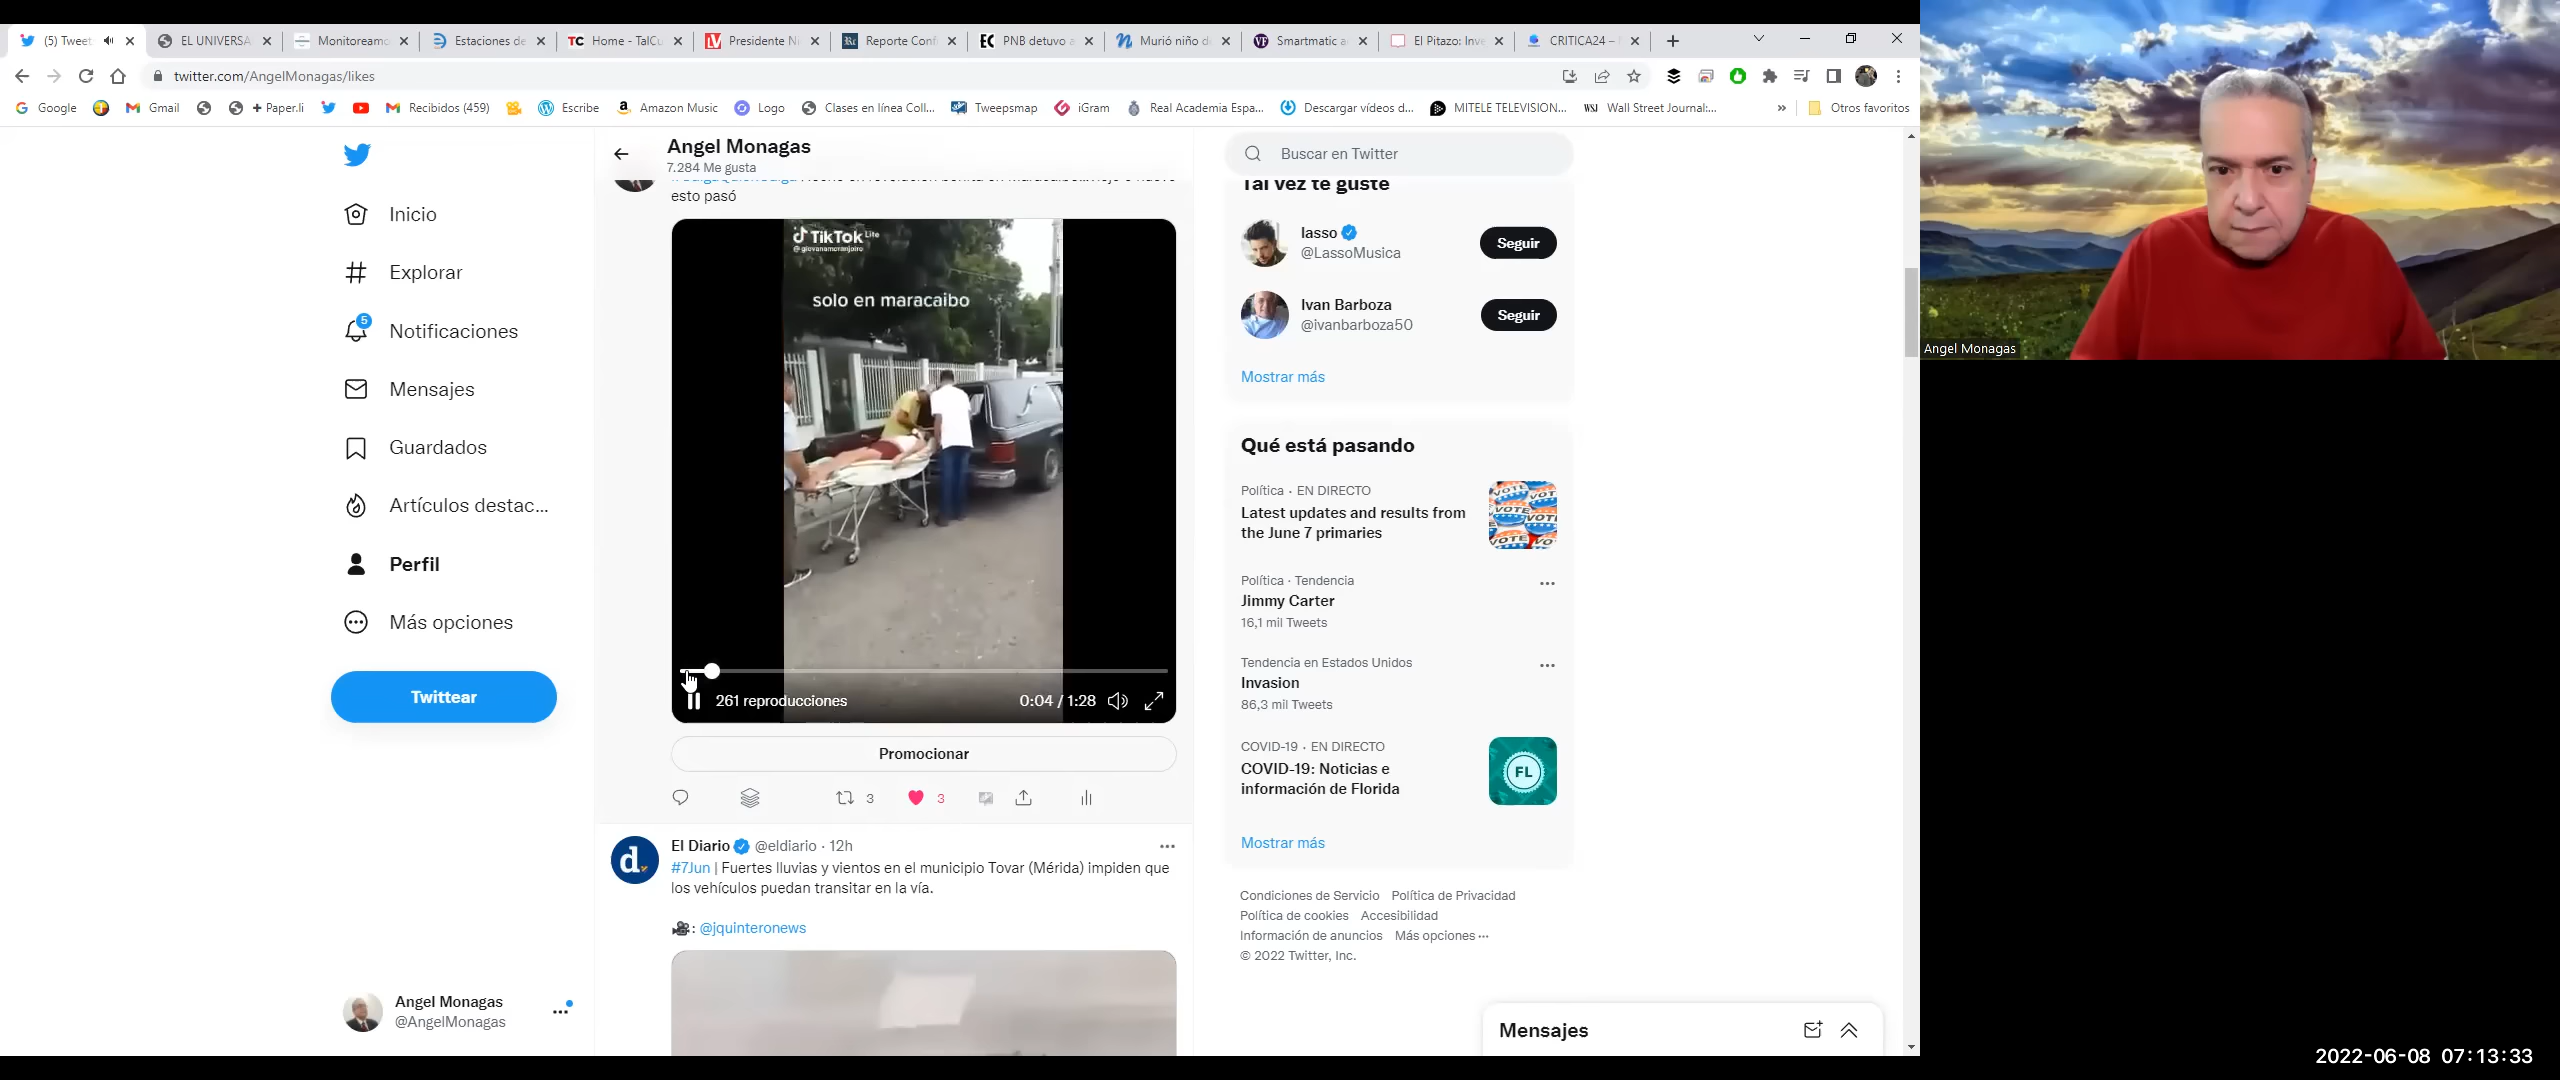 (5) Tweet
EL UNIVERSA
Monitoreamo
Estaciones de
Home - TalCu
Presidente Ni
Reporte Confi
PNB detuvo a
Murió niño d
Smartmatic a
El Pitazo: Inve
CRITICA24 –
twitter.com/AngelMonagas/likes
Google
Gmail
+ Paper.li
Recibidos (459)
Escribe
Amazon Music
Logo
Clases en línea Coll...
Tweepsmap
iGram
Real Academia Espa...
Descargar vídeos d...
MITELE TELEVISION...
WSJ Wall Street Journal:...
»
Otros favoritos
Inicio
Explorar
5
Notificaciones
Mensajes
Guardados
Artículos destac...
Perfil
Más opciones
Twittear
Angel Monagas
@AngelMonagas
Angel Monagas
7.284 Me gusta
esto pasó
TikTok Lite
@giovanamoranjoiro
solo en maracaibo
261 reproducciones
0:04 / 1:28
Promocionar
3
3
El Diario @eldiario · 12h
#7Jun | Fuertes lluvias y vientos en el municipio Tovar (Mérida) impiden que
los vehículos puedan transitar en la vía.
: @jquinteronews
Buscar en Twitter
Tal vez te guste
lasso
@LassoMusica
Seguir
Ivan Barboza
@ivanbarboza50
Seguir
Mostrar más
Qué está pasando
Política · EN DIRECTO
Latest updates and results from
the June 7 primaries
Política · Tendencia
Jimmy Carter
16,1 mil Tweets
Tendencia en Estados Unidos
Invasion
86,3 mil Tweets
COVID-19 · EN DIRECTO
COVID-19: Noticias e
información de Florida
FL
Mostrar más
Condiciones de Servicio Política de Privacidad
Política de cookies Accesibilidad
Información de anuncios Más opciones ···
© 2022 Twitter, Inc.
Mensajes
Angel Monagas
2022-06-08 07:13:33